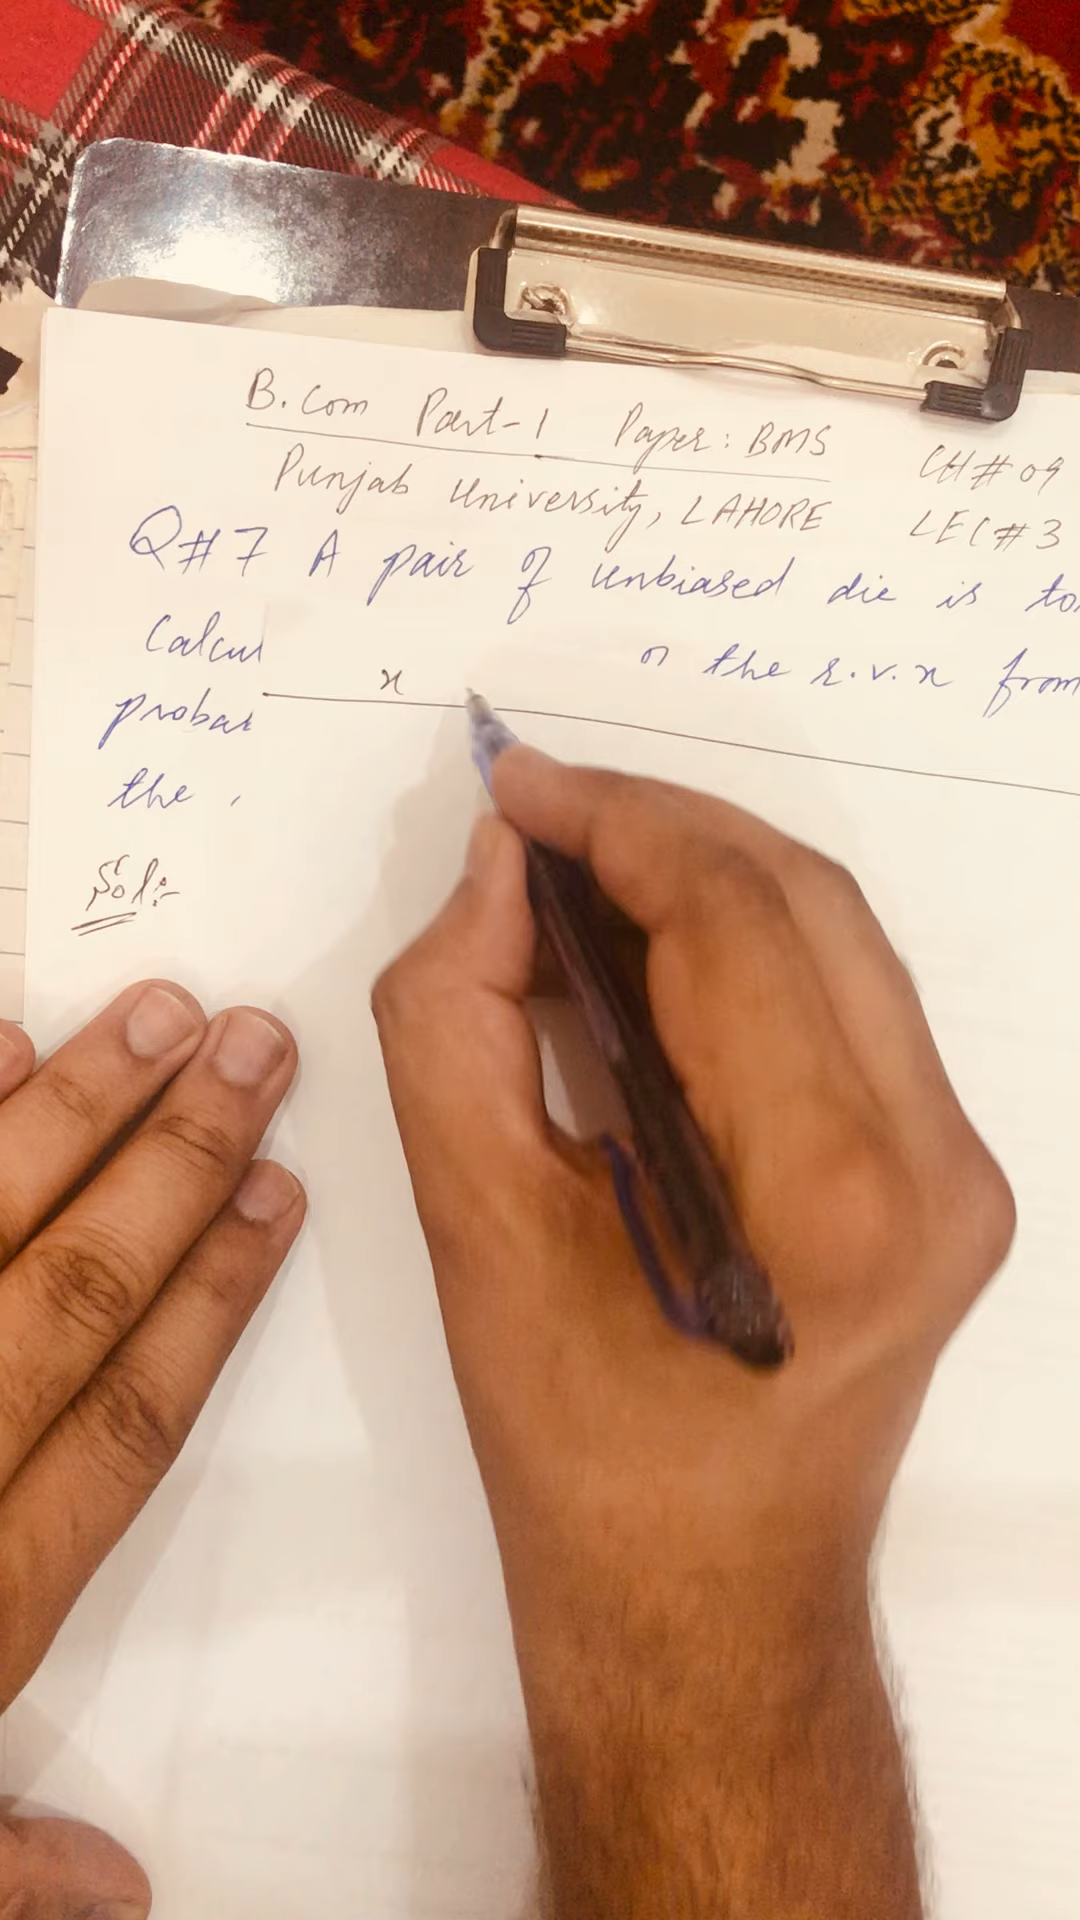 B.Com Part-1 Paper: BMS CH#09
Punjab University, LAHORE LEC#3
Q#7 A pair of unbiased die is
the r.v.x from
x
the
Sol:-